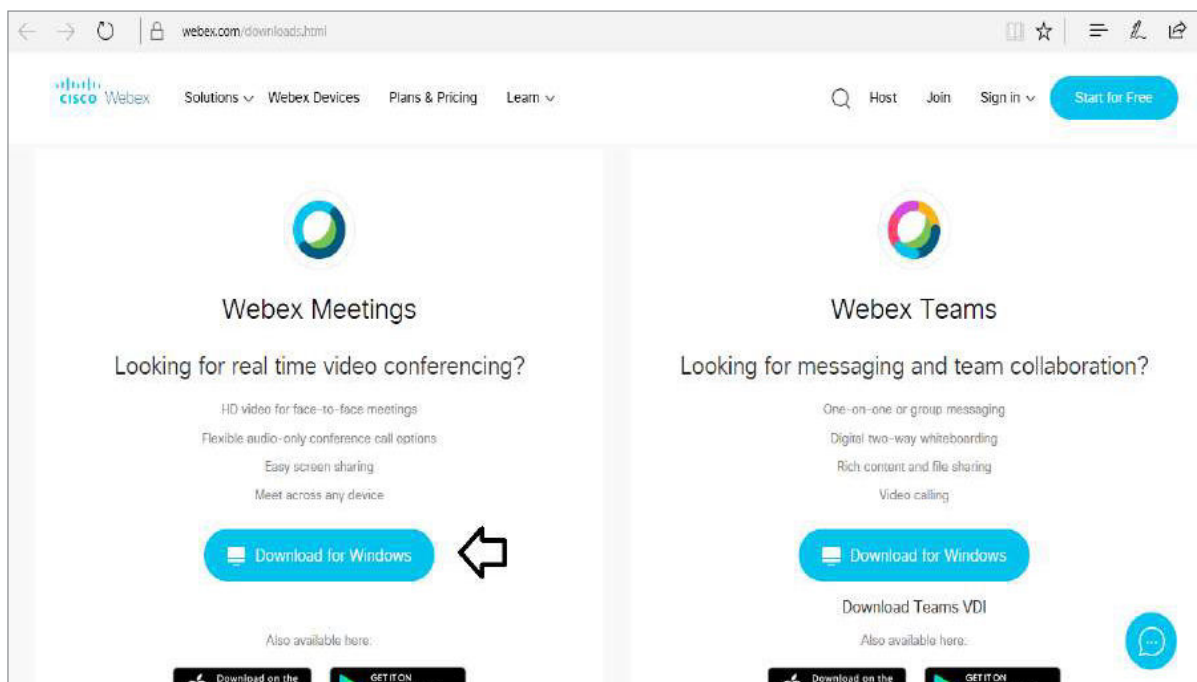 webex.com/downloads.html
CISCO Webex
Solutions
Webex Devices
Plans & Pricing
Learn
Host
Join
Sign in
Start for Free
Webex Meetings
Looking for real time video conferencing?
HD video for face-to-face meetings
Flexible audio-only conference call options
Easy screen sharing
Meet across any device
Download for Windows
Also available here:
Download on the
GET IT ON
Webex Teams
Looking for messaging and team collaboration?
One-on-one or group messaging
Digital two-way whiteboarding
Rich content and file sharing
Video calling
Download for Windows
Download Teams VDI
Also available here:
Download on the
GET IT ON